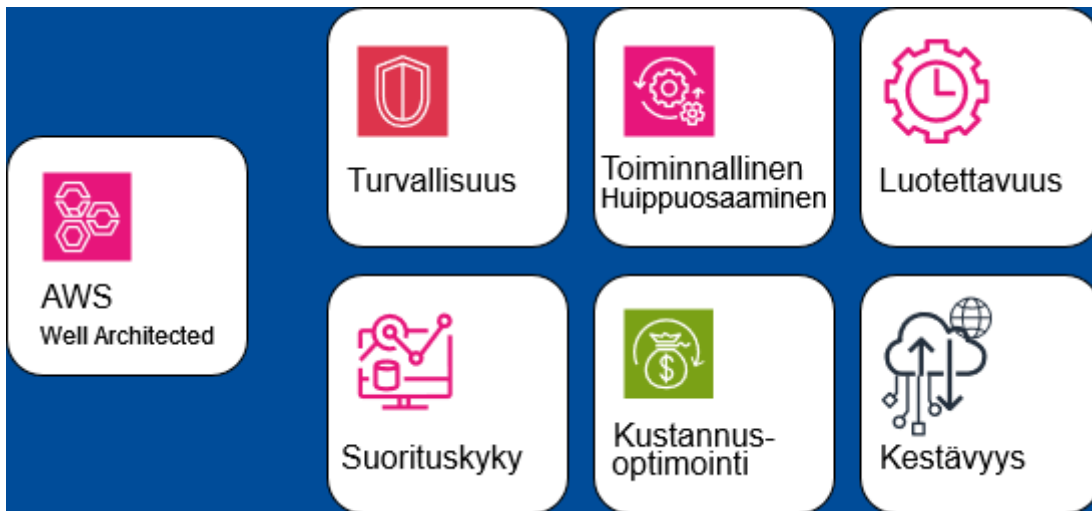 AWS
Well Architected
Turvallisuus
Toiminnallinen
Huippuosaaminen
Luotettavuus
Suorituskyky
Kustannus-
optimointi
Kestävyys